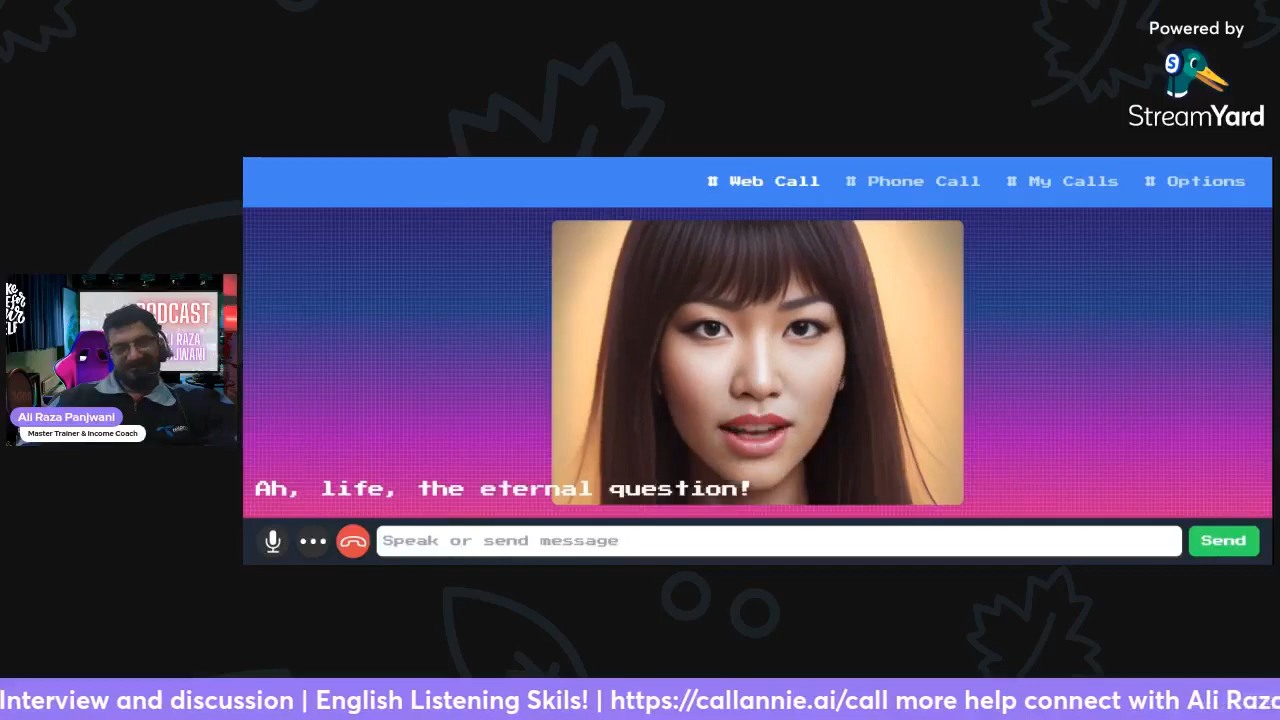 Powered by
StreamYard
# Web Call # Phone Call # My Calls # Options
PODCAST
Ali Raza Panjwani
Master Trainer & Income Coach
Ah, life, the eternal question!
Speak or send message
Send
Interview and discussion | English Listening Skils! | https://callannie.ai/call more help connect with Ali Raza